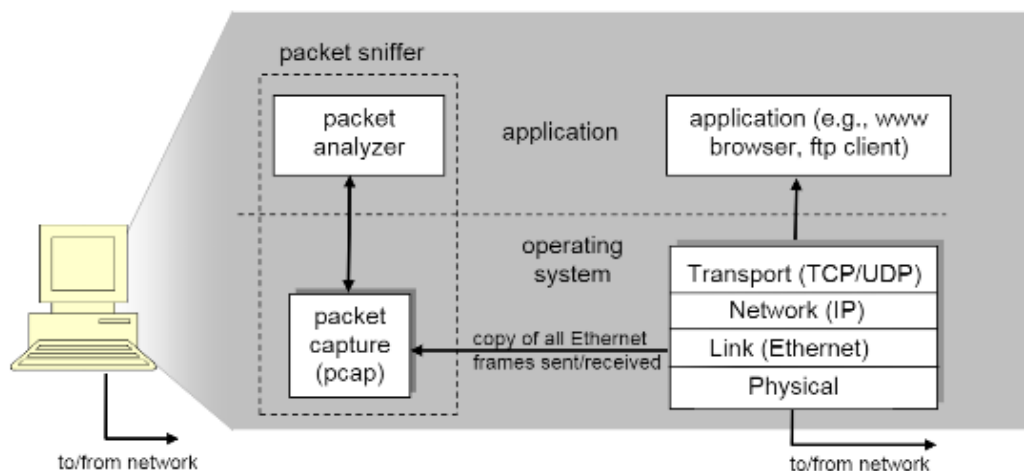 packet sniffer
packet
analyzer
application
application (e.g., www
browser, ftp client)
operating
system
packet
capture
(pcap)
copy of all Ethernet
frames sent/received
Transport (TCP/UDP)
Network (IP)
Link (Ethernet)
Physical
to/from network
to/from network